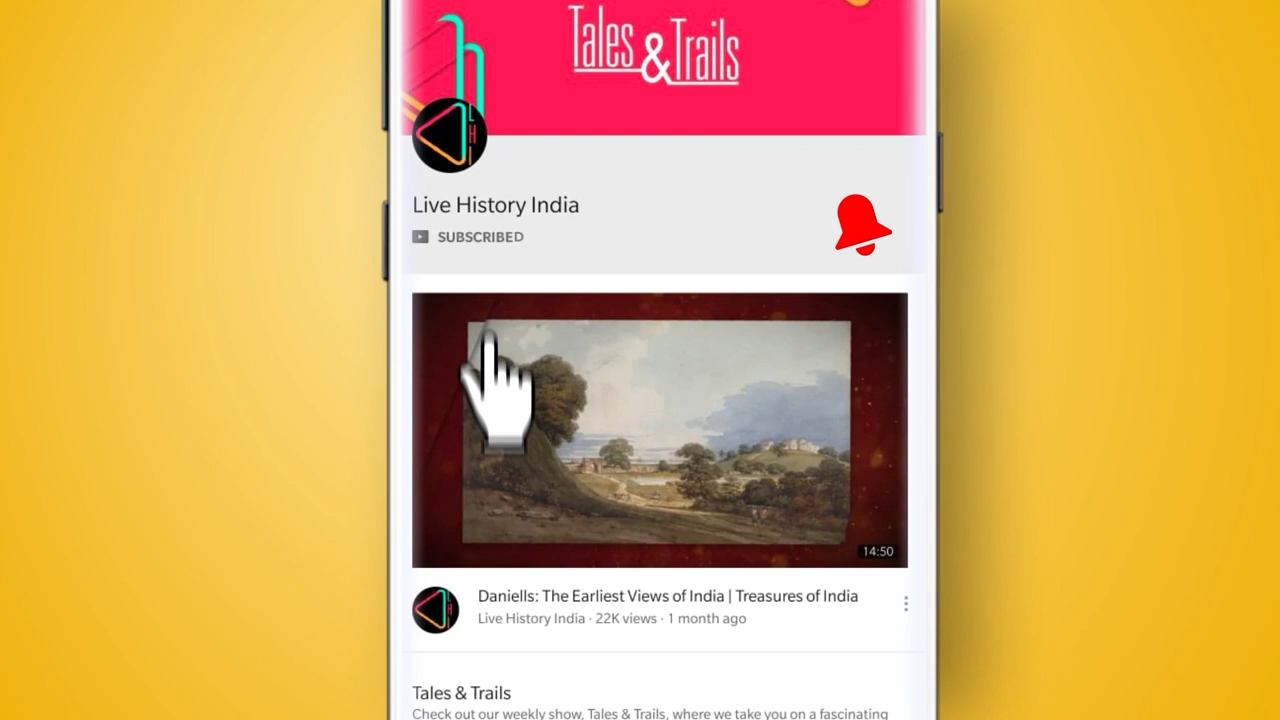 Tales & Trails
Live History India
SUBSCRIBED
14:50
Daniells: The Earliest Views of India | Treasures of India
Live History India · 22K views · 1 month ago
Tales & Trails
Check out our weekly show, Tales & Trails, where we take you on a fascinating